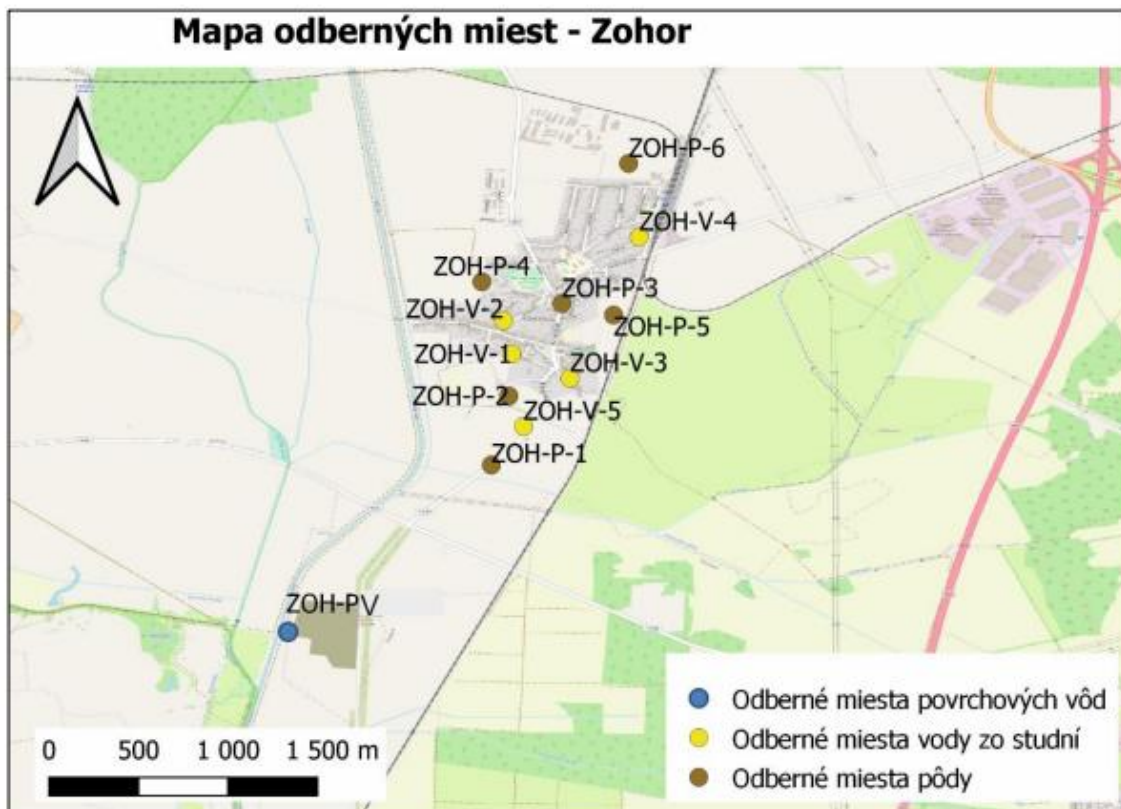 Mapa odberných miest - Zohor
ZOH-P-6
ZOH-V-4
ZOH-P-4
ZOH-P-3
ZOH-V-2
ZOH-P-5
ZOH-V-1
ZOH-V-3
ZOH-P-2
ZOH-V-5
ZOH-P-1
ZOH-PV
Odberné miesta povrchových vôd
Odberné miesta vody zo studní
Odberné miesta pôdy
0 500 1 000 1 500 m